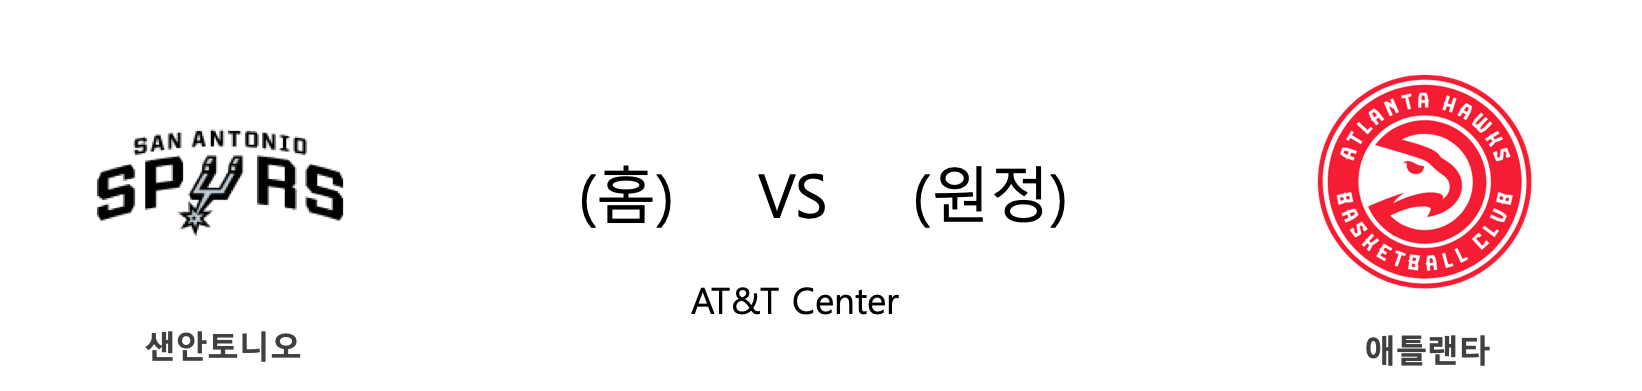 SAN ANTONIO
SPURS
샌안토니오
(홈) VS (원정)
AT&T Center
ATLANTA HAWKS
BASKETBALL CLUB
애틀랜타